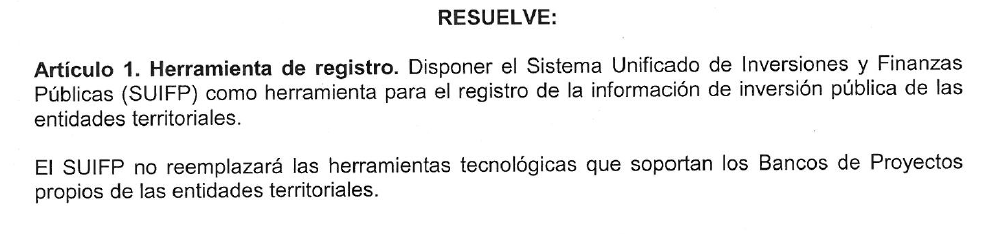 RESUELVE:
Artículo 1. Herramienta de registro. Disponer el Sistema Unificado de Inversiones y Finanzas
Públicas (SUIFP) como herramienta para el registro de la información de inversión pública de las
entidades territoriales.
El SUIFP no reemplazará las herramientas tecnológicas que soportan los Bancos de Proyectos
propios de las entidades territoriales.